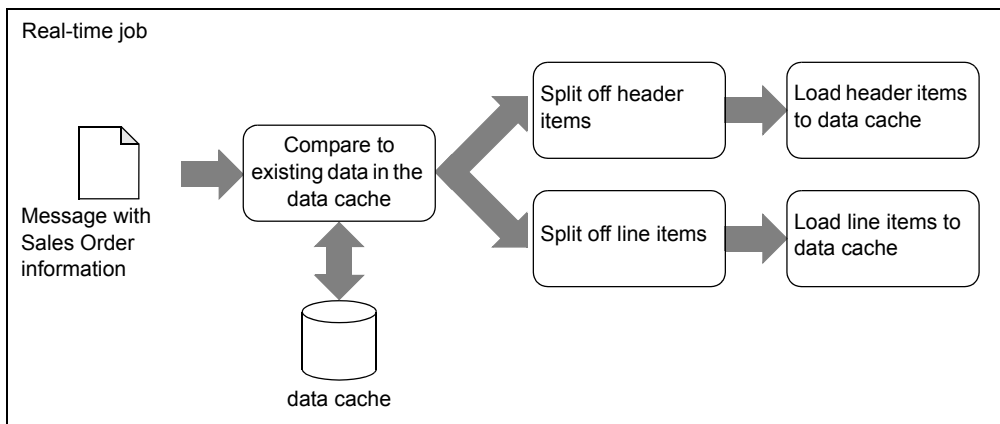 Real-time job
Message with
Sales Order
information
Compare to
existing data in the
data cache
data cache
Split off header
items
Load header items
to data cache
Split off line items
Load line items to
data cache